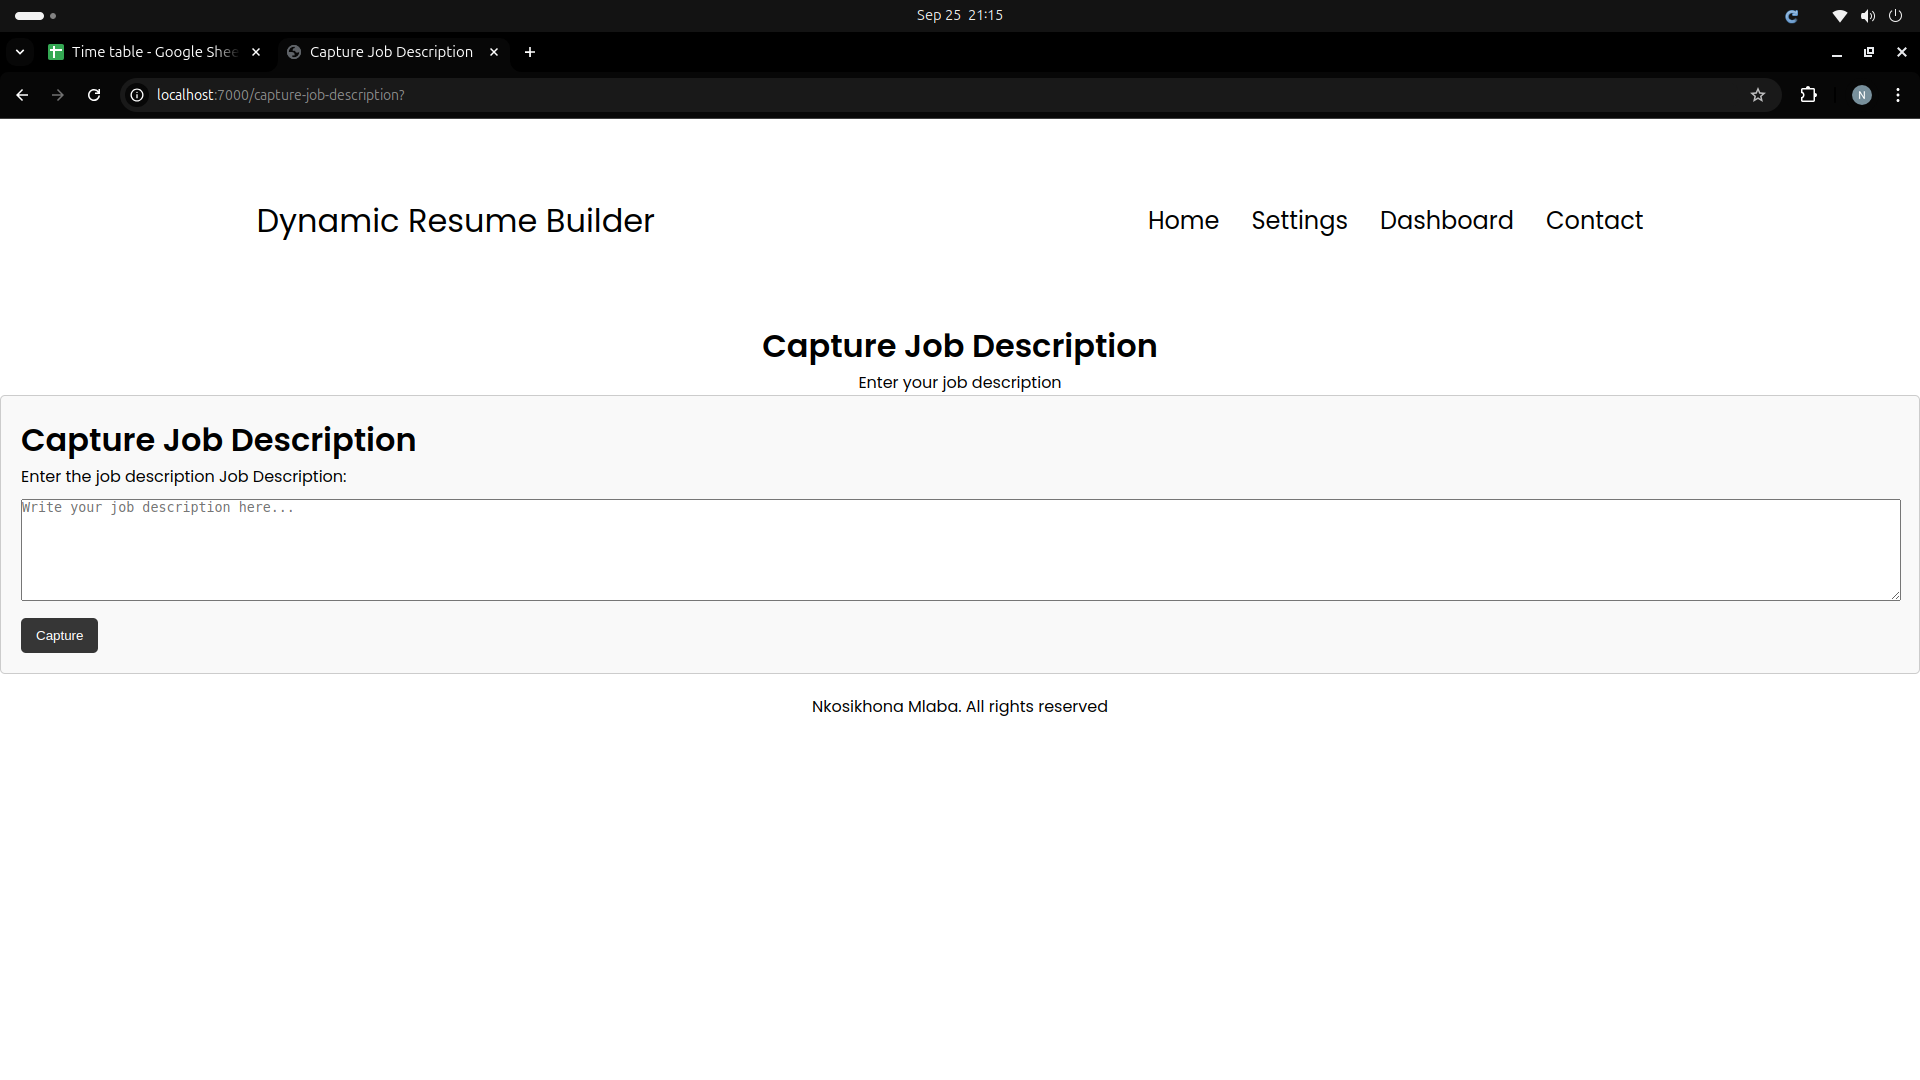 Sep 25 21:15
Time table - Google Shee
Capture Job Description
localhost:7000/capture-job-description?
N
Dynamic Resume Builder
Home Settings Dashboard Contact
Capture Job Description
Enter your job description
Capture Job Description
Enter the job description Job Description:
Write your job description here...
Capture
Nkosikhona Mlaba. All rights reserved